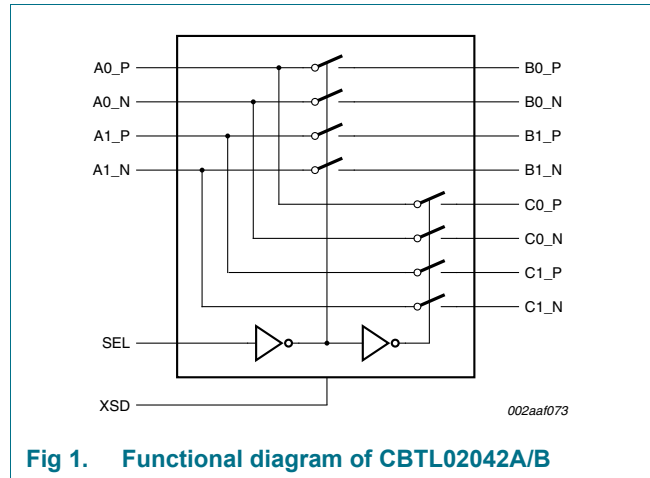 A0_P B0_P
A0_N B0_N
A1_P B1_P
A1_N B1_N
C0_P
C0_N
C1_P
C1_N
SEL
XSD
002aaf073
Fig 1. Functional diagram of CBTL02042A/B